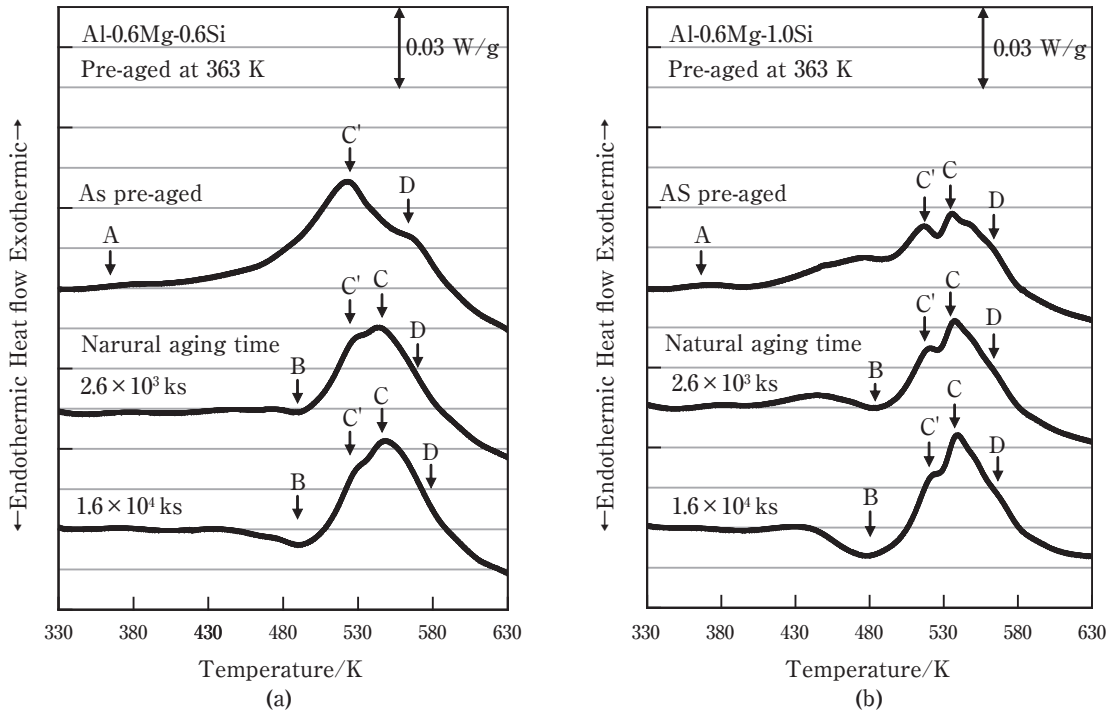 Al-0.6Mg-0.6Si
Pre-aged at 363 K
0.03 W/g
←Endothermic Heat flow Exothermic→
As pre-aged
A
C'
D
Narural aging time
2.6×10³ ks
B
C'
C
D
1.6×10⁴ ks
B
C'
C
D
330 380 430 480 530 580 630
Temperature/K
(a)
Al-0.6Mg-1.0Si
Pre-aged at 363 K
0.03 W/g
←Endothermic Heat flow Exothermic→
AS pre-aged
A
C'
C
D
Natural aging time
2.6×10³ ks
B
C'
C
D
1.6×10⁴ ks
B
C'
C
D
330 380 430 480 530 580 630
Temperature/K
(b)